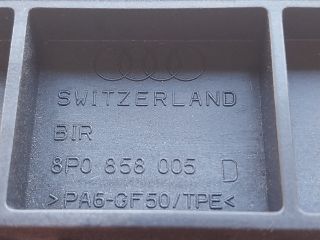 SWITZERLAND
BIR
8P0 858 005 D
>PA6-GF50/TPE<